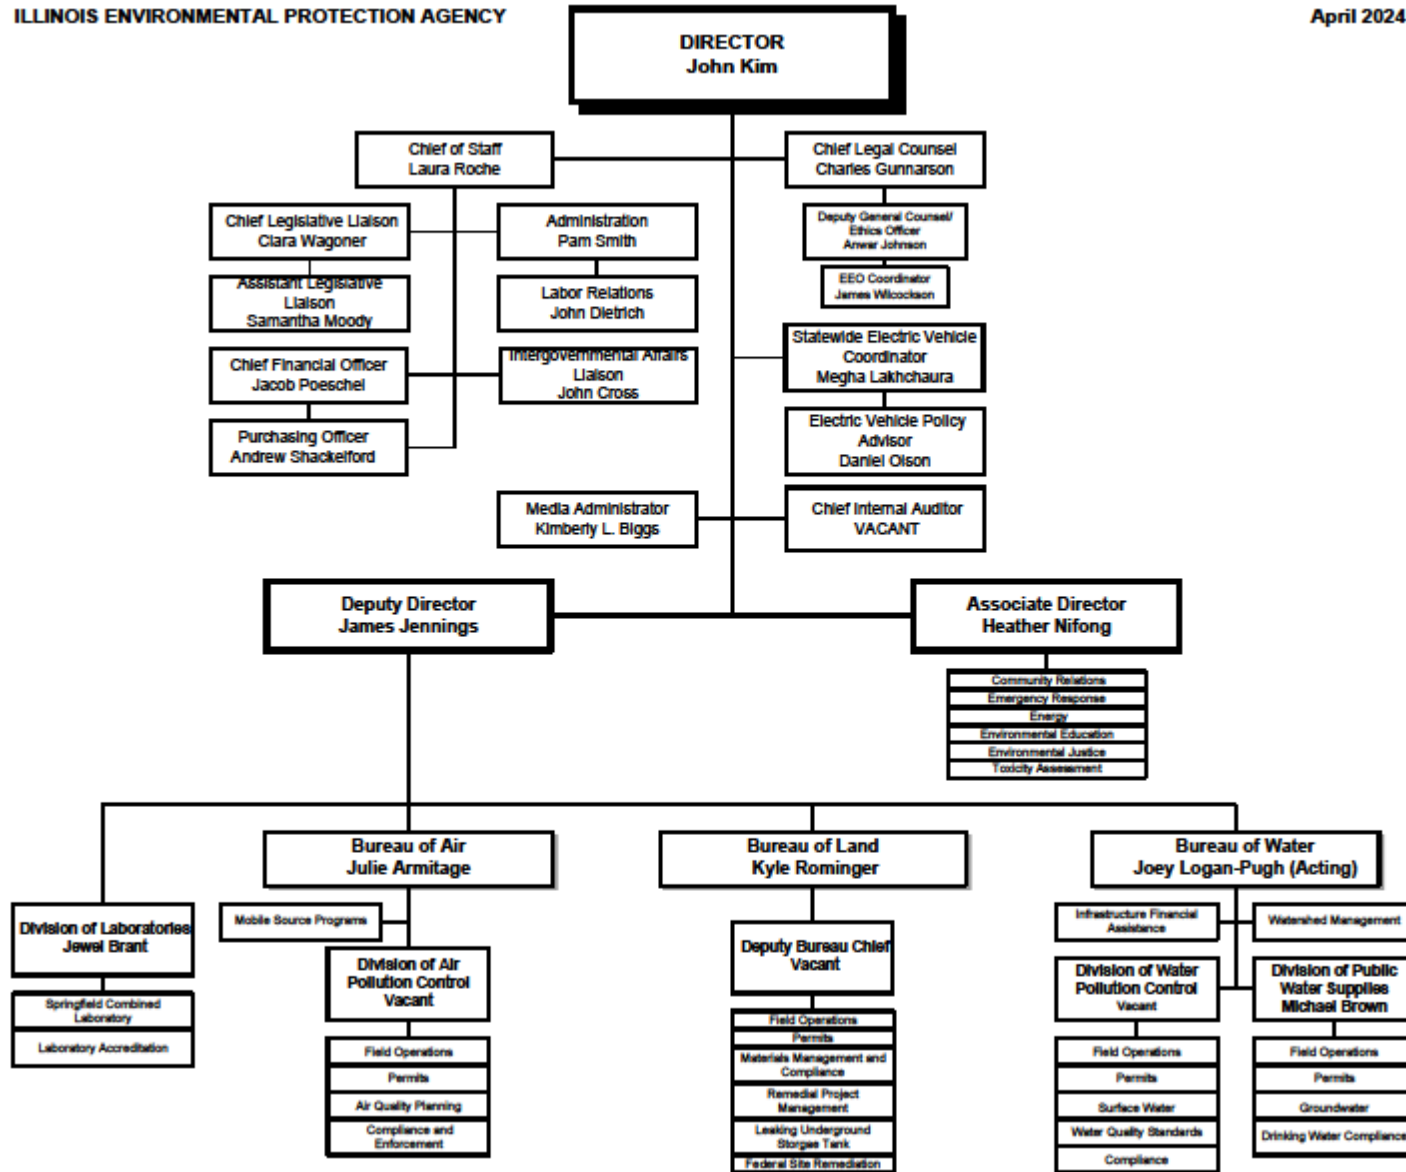 ILLINOIS ENVIRONMENTAL PROTECTION AGENCY
April 2024
DIRECTOR
John Kim
Chief of Staff
Laura Roche
Chief Legal Counsel
Charles Gunnarson
Chief Legislative Liaison
Clara Wagoner
Administration
Pam Smith
Deputy General Counsel/
Ethics Officer
Anwar Johnson
Assistant Legislative
Liaison
Samantha Moody
Labor Relations
John Dietrich
EEO Coordinator
James Wilcockson
Chief Financial Officer
Jacob Poeschel
Intergovernmental Affairs
Liaison
John Cross
Statewide Electric Vehicle
Coordinator
Megha Lakhchaura
Purchasing Officer
Andrew Shackelford
Electric Vehicle Policy
Advisor
Daniel Olson
Media Administrator
Kimberly L. Biggs
Chief Internal Auditor
VACANT
Deputy Director
James Jennings
Associate Director
Heather Nifong
Community Relations
Emergency Response
Energy
Environmental Education
Environmental Justice
Toxicity Assessment
Bureau of Air
Julie Armitage
Bureau of Land
Kyle Rominger
Bureau of Water
Joey Logan-Pugh (Acting)
Division of Laboratories
Jewel Brant
Springfield Combined
Laboratory
Laboratory Accreditation
Mobile Source Programs
Division of Air
Pollution Control
Vacant
Field Operations
Permits
Air Quality Planning
Compliance and
Enforcement
Deputy Bureau Chief
Vacant
Field Operations
Permits
Materials Management and
Compliance
Remedial Project
Management
Leaking Underground
Storgae Tank
Federal Site Remediation
Infrastructure Financial
Assistance
Watershed Management
Division of Water
Pollution Control
Vacant
Field Operations
Permits
Surface Water
Water Quality Standards
Compliance
Division of Public
Water Supplies
Michael Brown
Field Operations
Permits
Groundwater
Drinking Water Compliance